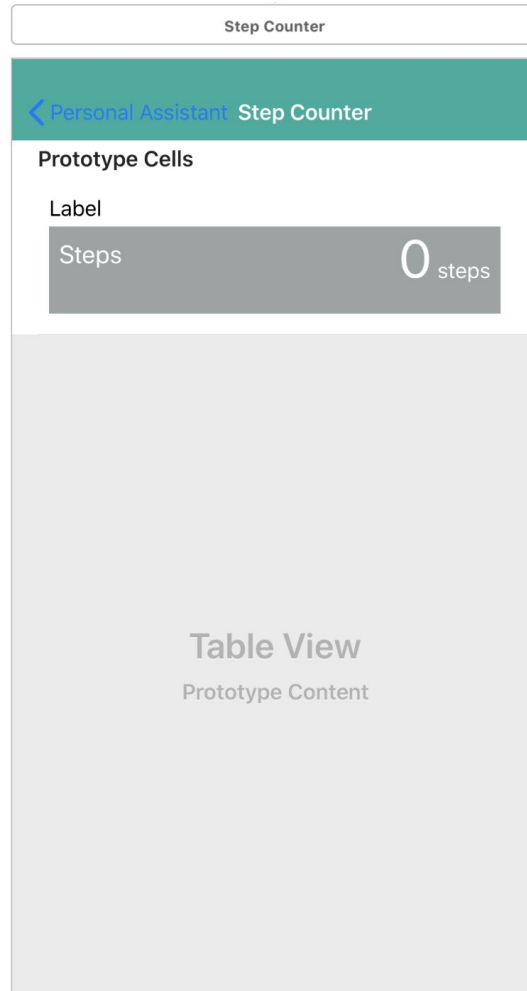 Step Counter
Personal Assistant Step Counter
Prototype Cells
Label
Steps 0 steps
Table View
Prototype Content